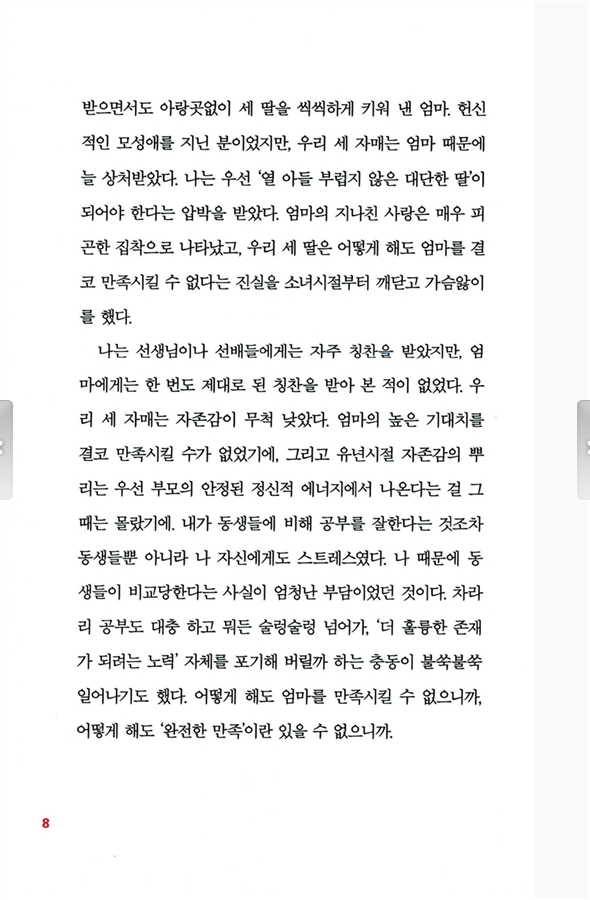 받으면서도 아랑곳없이 세 딸을 씩씩하게 키워 낸 엄마. 헌신
적인 모성애를 지닌 분이었지만, 우리 세 자매는 엄마 때문에
늘 상처받았다. 나는 우선 ‘열 아들 부럽지 않은 대단한 딸’이
되어야 한다는 압박을 받았다. 엄마의 지나친 사랑은 매우 피
곤한 집착으로 나타났고, 우리 세 딸은 어떻게 해도 엄마를 결
코 만족시킬 수 없다는 진실을 소녀시절부터 깨닫고 가슴앓이
를 했다.
나는 선생님이나 선배들에게는 자주 칭찬을 받았지만, 엄
마에게는 한 번도 제대로 된 칭찬을 받아 본 적이 없었다. 우
리 세 자매는 자존감이 무척 낮았다. 엄마의 높은 기대치를
결코 만족시킬 수가 없었기에, 그리고 유년시절 자존감의 뿌
리는 우선 부모의 안정된 정신적 에너지에서 나온다는 걸 그
때는 몰랐기에. 내가 동생들에 비해 공부를 잘한다는 것조차
동생들뿐 아니라 나 자신에게도 스트레스였다. 나 때문에 동
생들이 비교당한다는 사실이 엄청난 부담이었던 것이다. 차라
리 공부도 대충 하고 뭐든 술렁술렁 넘어가, ‘더 훌륭한 존재
가 되려는 노력’ 자체를 포기해 버릴까 하는 충동이 불쑥불쑥
일어나기도 했다. 어떻게 해도 엄마를 만족시킬 수 없으니까,
어떻게 해도 ‘완전한 만족’이란 있을 수 없으니까.
8